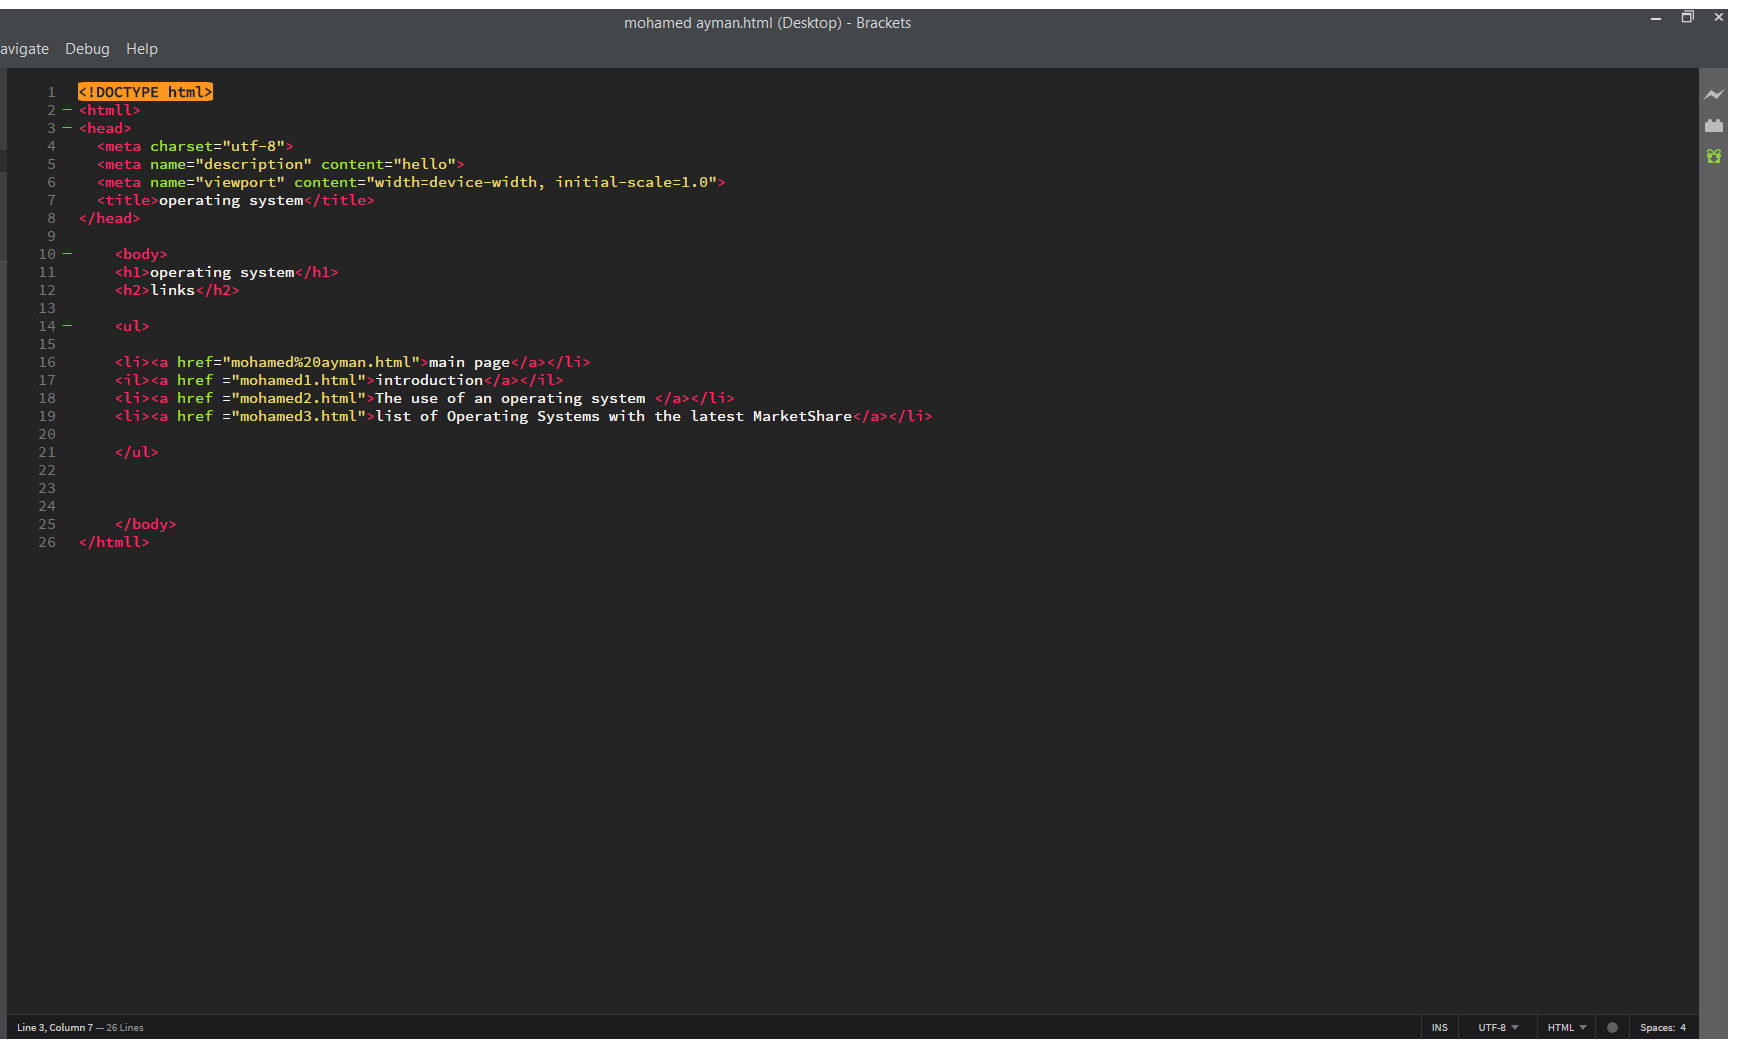 mohamed ayman.html (Desktop) - Brackets
avigate Debug Help
1 <!DOCTYPE html>
2 <htmll>
3 <head>
4 <meta charset="utf-8">
5 <meta name="description" content="hello">
6 <meta name="viewport" content="width=device-width, initial-scale=1.0">
7 <title>operating system</title>
8 </head>
9
10 <body>
11 <h1>operating system</h1>
12 <h2>links</h2>
13
14 <ul>
15
16 <li><a href="mohamed%20ayman.html">main page</a></li>
17 <il><a href ="mohamed1.html">introduction</a></il>
18 <li><a href ="mohamed2.html">The use of an operating system </a></li>
19 <li><a href ="mohamed3.html">list of Operating Systems with the latest MarketShare</a></li>
20
21 </ul>
22
23
24
25 </body>
26 </htmll>
Line 3, Column 7 — 26 Lines INS UTF-8 HTML Spaces: 4